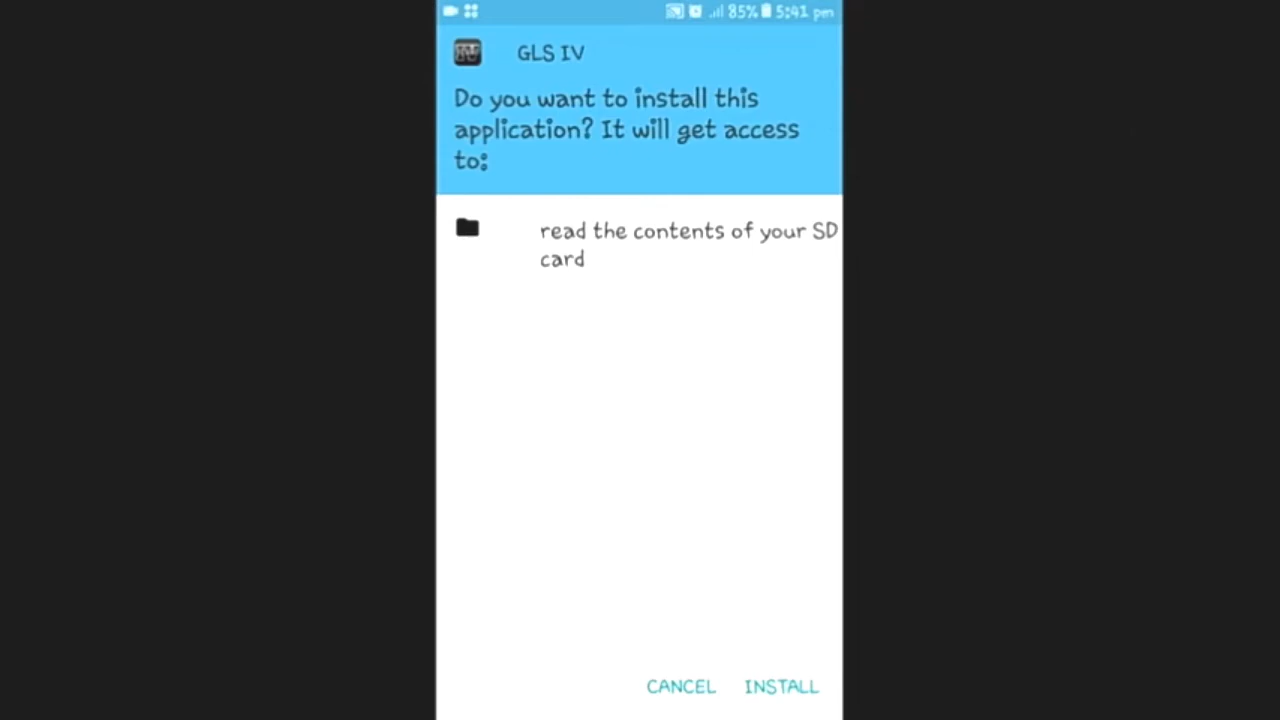 85% 5:41 pm
GLS IV
Do you want to install this
application? It will get access
to:
read the contents of your SD
card
CANCEL INSTALL